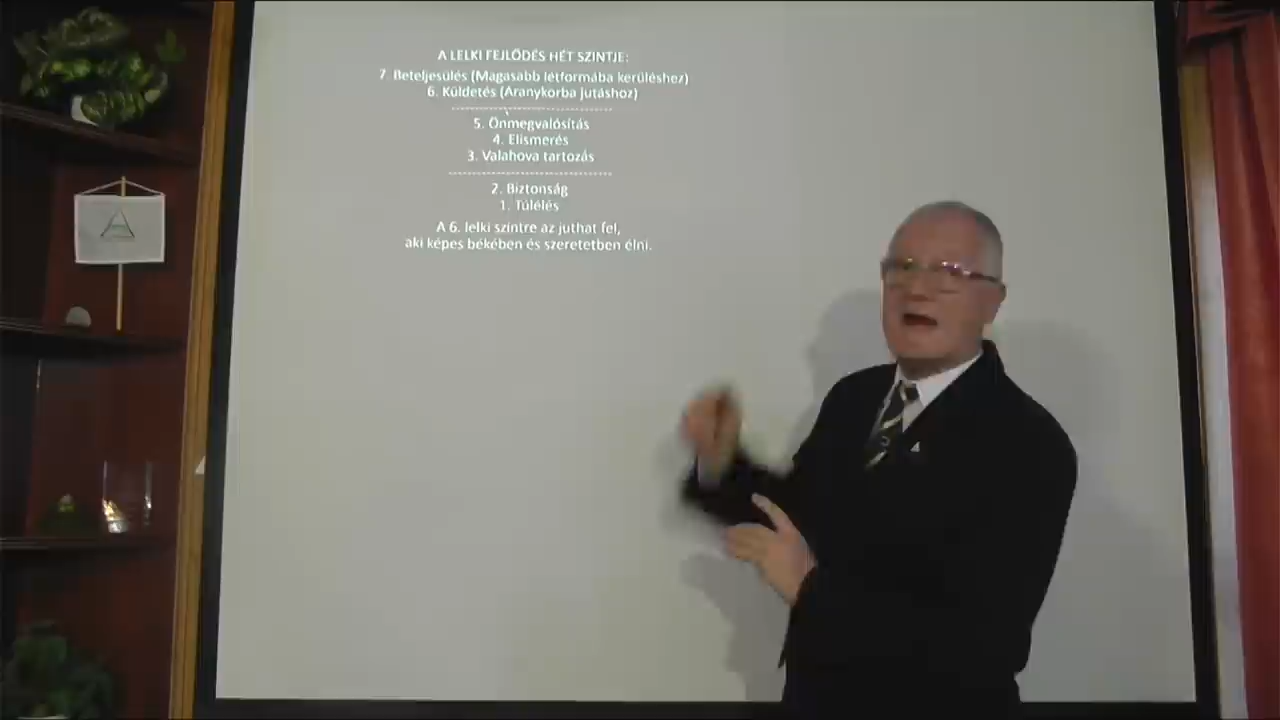 A LELKI FEJLŐDÉS HÉT SZINTJE:
7. Beteljesülés (Magasabb létformába kerüléshez)
6. Küldetés (Aranykorba jutáshoz)
5. Önmegvalósítás
4. Elismerés
3. Valahova tartozás
2. Biztonság
1. Túlélés
A 6. lelki szintre az juthat fel,
aki képes békében és szeretetben élni.